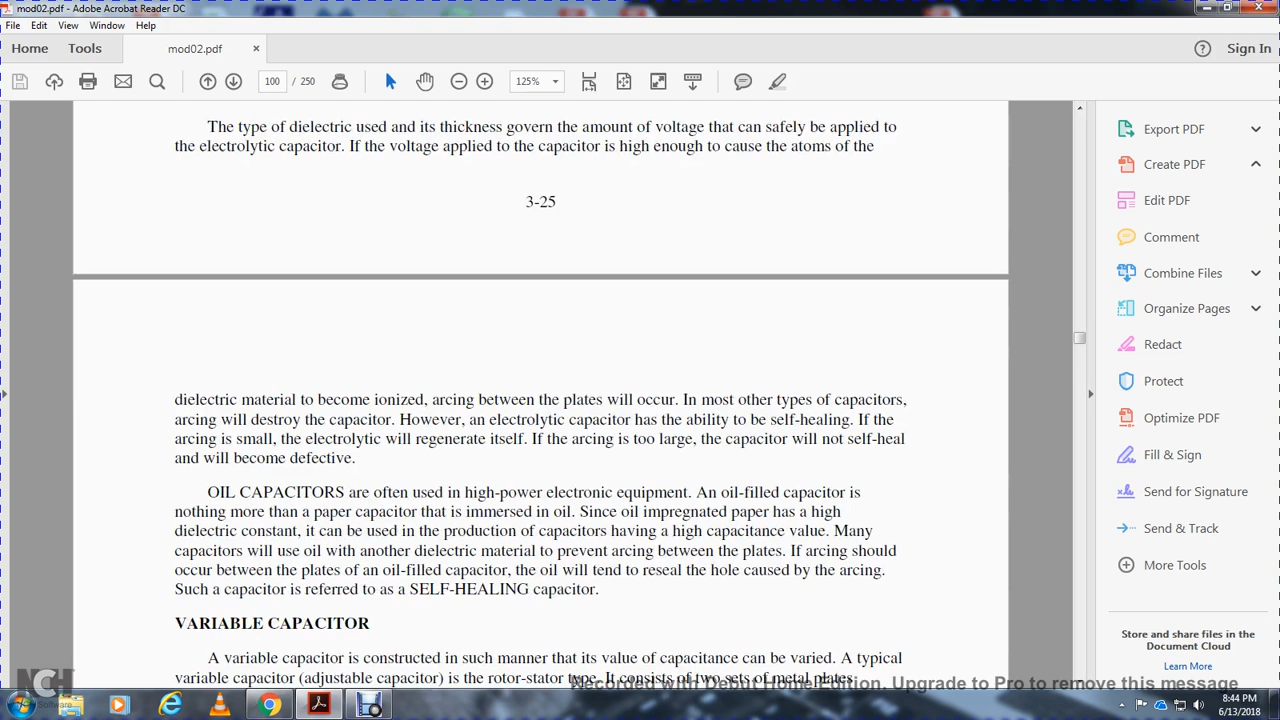 mod02.pdf - Adobe Acrobat Reader DC
File Edit View Window Help
Home Tools mod02.pdf × Sign In
100 / 250 125%
The type of dielectric used and its thickness govern the amount of voltage that can safely be applied to
the electrolytic capacitor. If the voltage applied to the capacitor is high enough to cause the atoms of the
3-25
dielectric material to become ionized, arcing between the plates will occur. In most other types of capacitors,
arcing will destroy the capacitor. However, an electrolytic capacitor has the ability to be self-healing. If the
arcing is small, the electrolytic will regenerate itself. If the arcing is too large, the capacitor will not self-heal
and will become defective.
OIL CAPACITORS are often used in high-power electronic equipment. An oil-filled capacitor is
nothing more than a paper capacitor that is immersed in oil. Since oil impregnated paper has a high
dielectric constant, it can be used in the production of capacitors having a high capacitance value. Many
capacitors will use oil with another dielectric material to prevent arcing between the plates. If arcing should
occur between the plates of an oil-filled capacitor, the oil will tend to reseal the hole caused by the arcing.
Such a capacitor is referred to as a SELF-HEALING capacitor.
VARIABLE CAPACITOR
A variable capacitor is constructed in such manner that its value of capacitance can be varied. A typical
variable capacitor (adjustable capacitor) is the rotor-stator type. It consists of two sets of metal plates
Export PDF
Create PDF
Edit PDF
Comment
Combine Files
Organize Pages
Redact
Protect
Optimize PDF
Fill & Sign
Send for Signature
Send & Track
More Tools
Store and share files in the
Document Cloud
Learn More
Recorded with Debut Home Edition, Upgrade to Pro to remove this message
NCH
Software
8:44 PM
6/13/2018